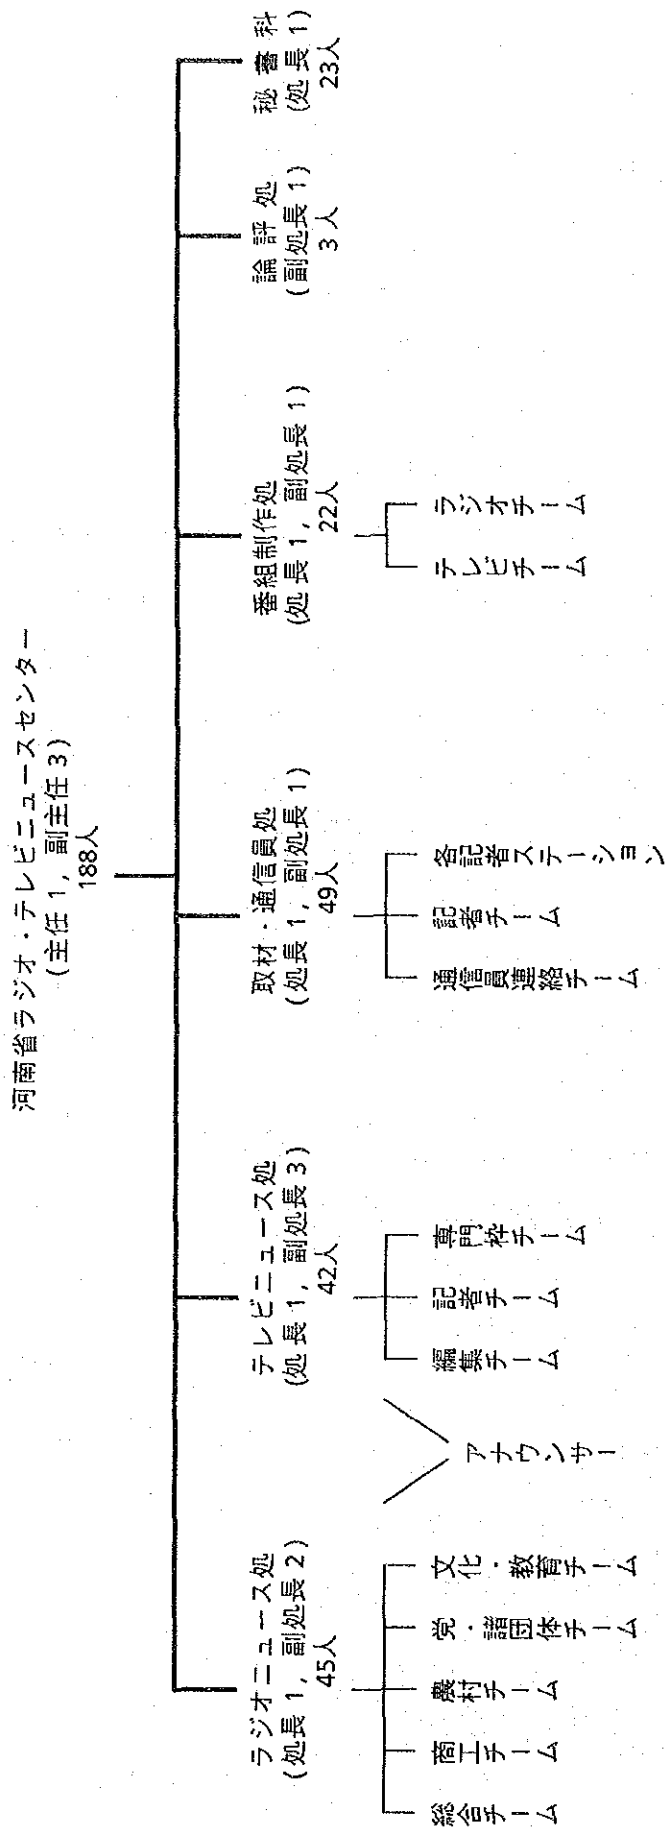 河南省ラジオ・テレビニュースセンター
(主任1,副主任3)
188人
ラジオニュース処
(処長1,副処長2)
45人
総合チーム
商工チーム
農村チーム
党・諸団体チーム
文化・教育チーム
アナウンサー
テレビニュース処
(処長1,副処長3)
42人
編集チーム
記者チーム
専門枠チーム
取材・通信員処
(処長1,副処長1)
49人
通信員連絡チーム
記者チーム
各記者ステーション
番組制作処
(処長1,副処長1)
22人
テレビチーム
ラジオチーム
論評処
(副処長1)
3人
秘書科
(処長1)
23人